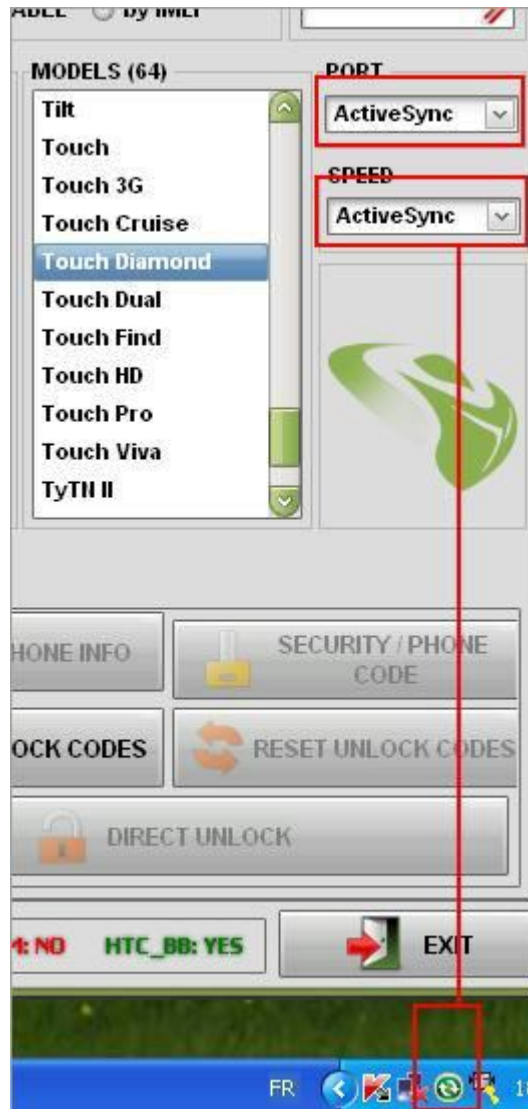 by IMEI
MODELS (64)
PORT
Tilt
ActiveSync
Touch
Touch 3G
SPEED
Touch Cruise
ActiveSync
Touch Diamond
Touch Dual
Touch Find
Touch HD
Touch Pro
Touch Viva
TyTN II
HONE INFO
SECURITY / PHONE
CODE
OCK CODES
RESET UNLOCK CODES
DIRECT UNLOCK
: NO
HTC_BB: YES
EXIT
FR